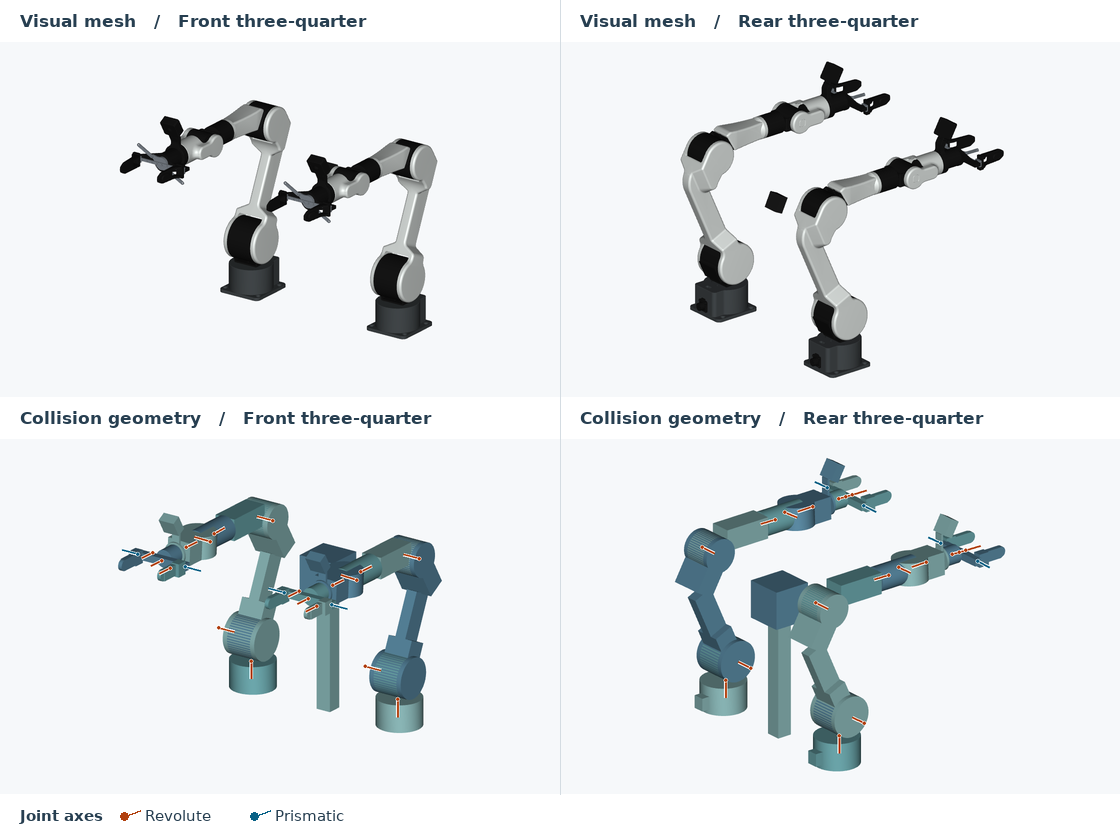 Visual mesh / Front three-quarter
Visual mesh / Rear three-quarter
Collision geometry / Front three-quarter
Collision geometry / Rear three-quarter
Joint axes Revolute Prismatic